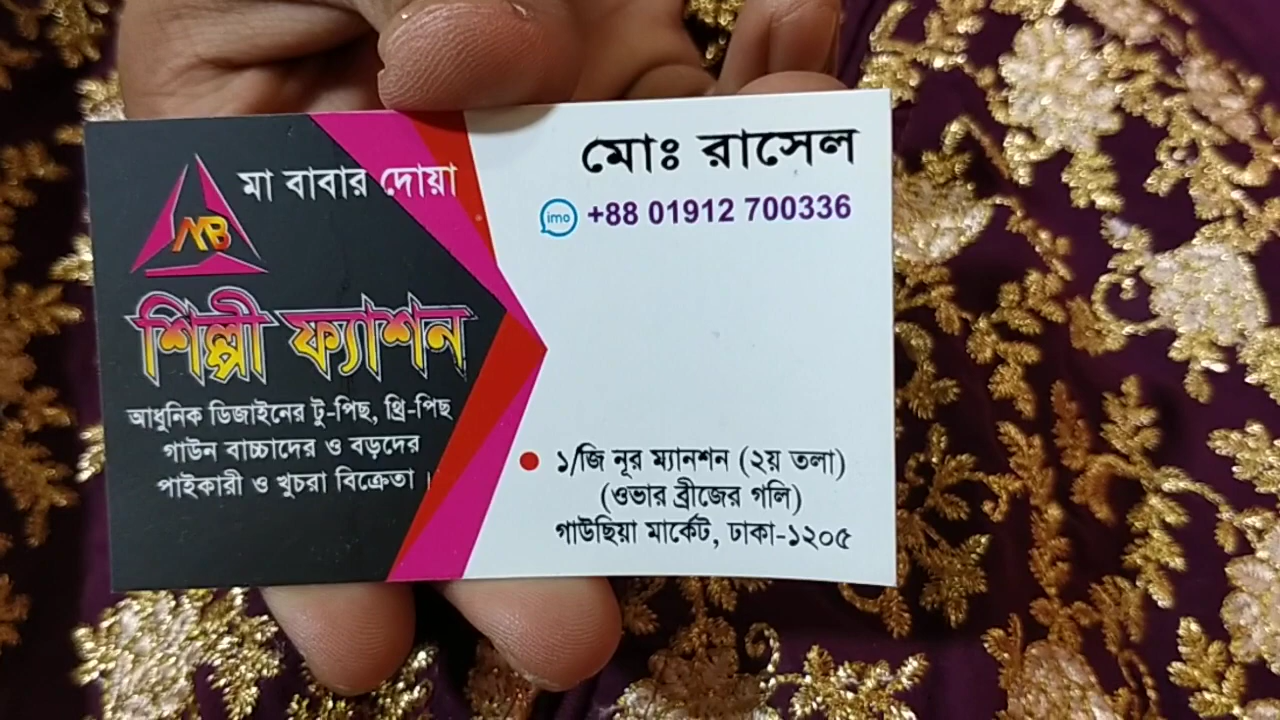 মা বাবার দোয়া
শিল্পী ফ্যাশন
আধুনিক ডিজাইনের টু-পিছ, থ্রি-পিছ
গাউন বাচ্চাদের ও বড়দের
পাইকারী ও খুচরা বিক্রেতা।
মোঃ রাসেল
imo +88 01912 700336
১/জি নূর ম্যানশন (২য় তলা)
(ওভার ব্রীজের গলি)
গাউছিয়া মার্কেট, ঢাকা-১২০৫